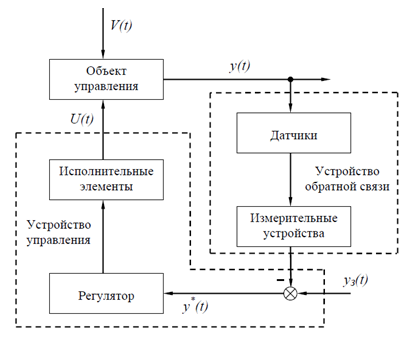 V(t)
Объект
управления
y(t)
U(t)
Датчики
Исполнительные
элементы
Устройство
обратной связи
Измерительные
устройства
Устройство
управления
Регулятор
y*(t)
–
yз(t)